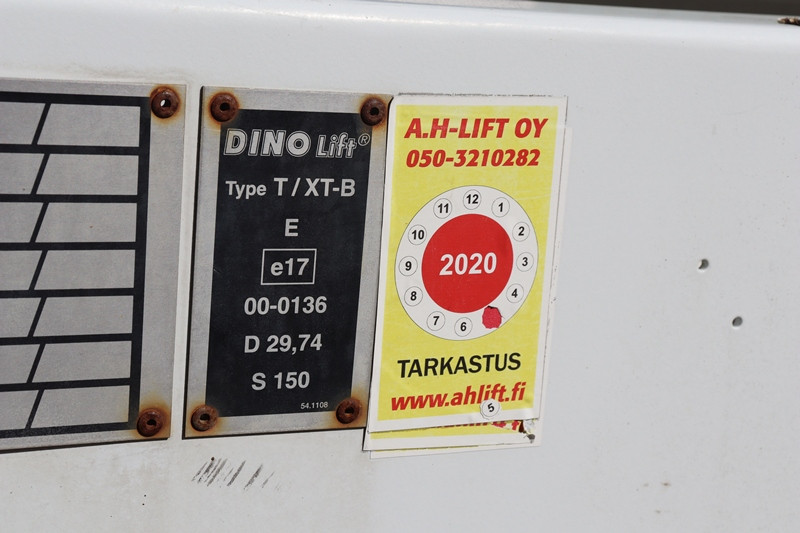 DINO Lift®
Type T/XT-B
E
e17
00-0136
D 29,74
S 150
54.1108
A.H-LIFT OY
050-3210282
12
1
2
3
4
6
7
8
9
10
11
2020
TARKASTUS
www.ahlift.fi
5